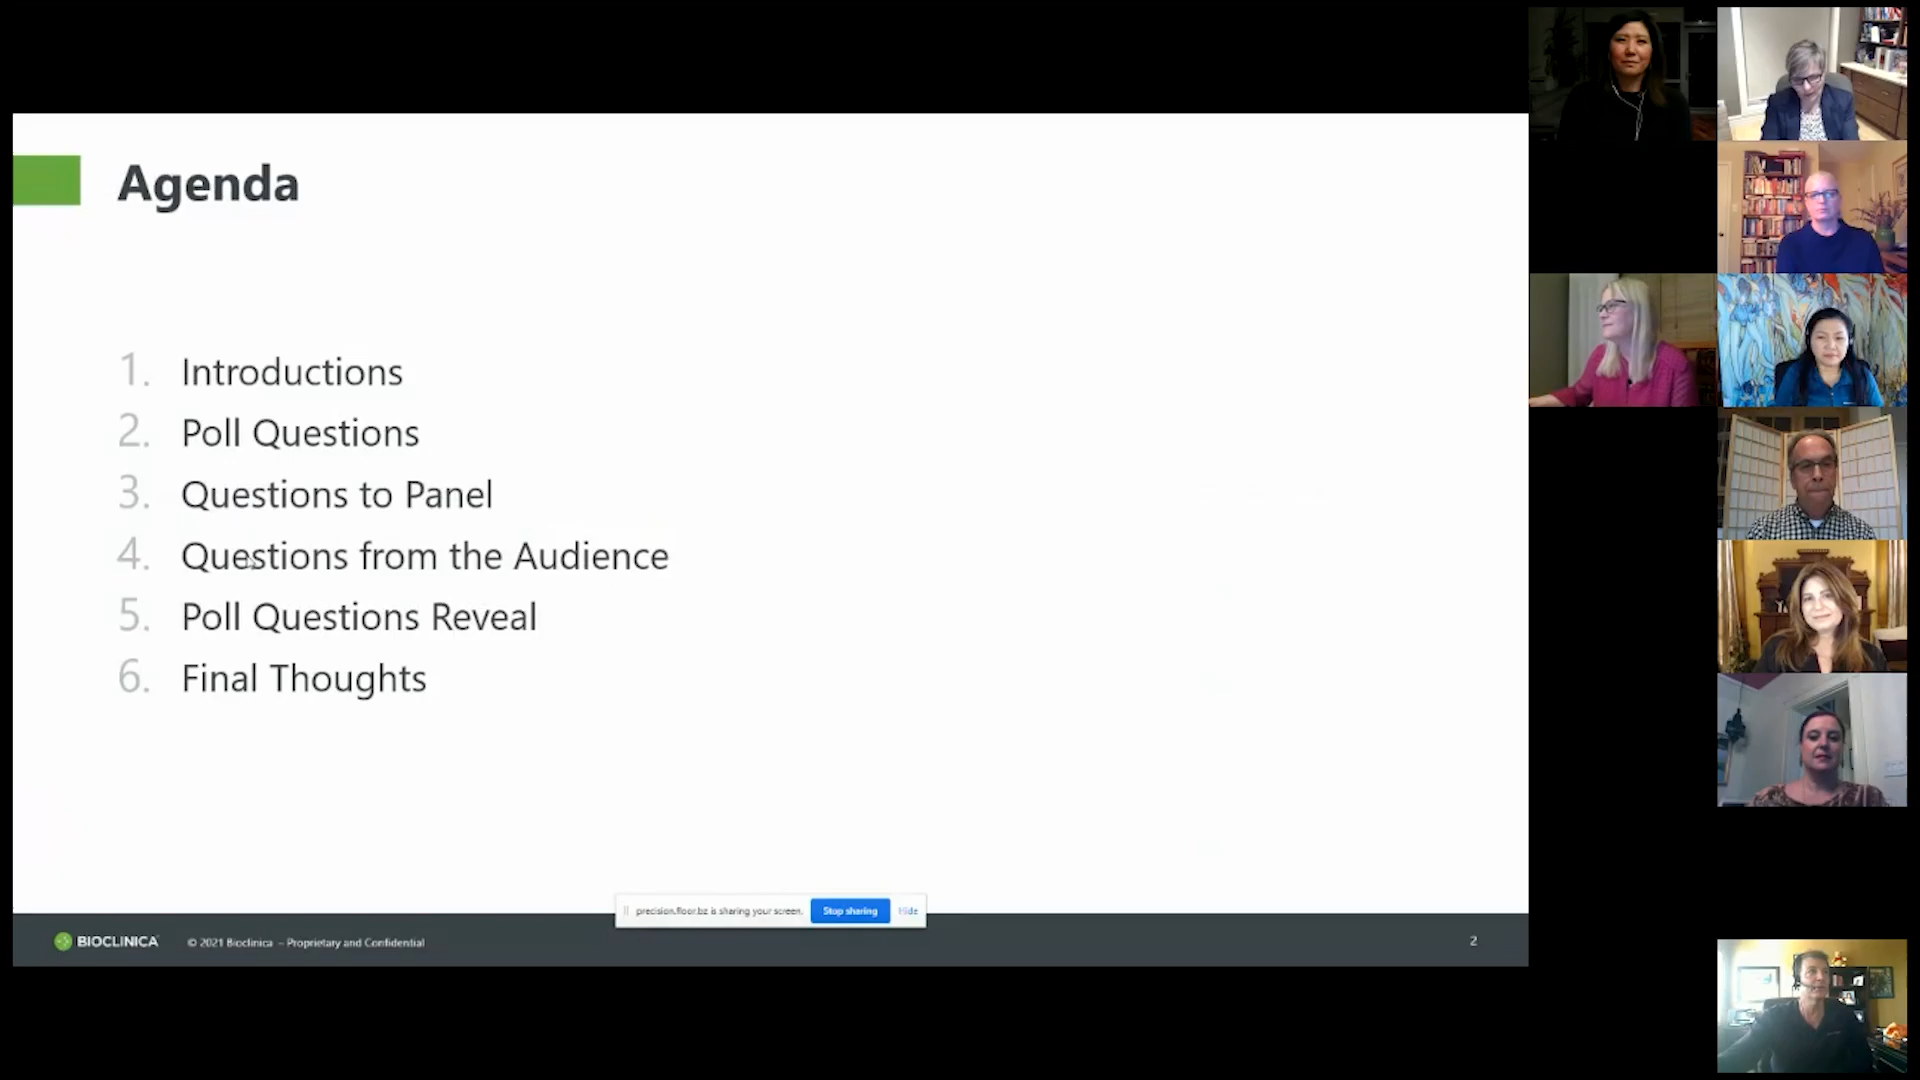 Agenda
1. Introductions
2. Poll Questions
3. Questions to Panel
4. Questions from the Audience
5. Poll Questions Reveal
6. Final Thoughts
precision.floor.bz is sharing your screen. Stop sharing Hide
BIOCLINICA © 2021 Bioclinica – Proprietary and Confidential 2